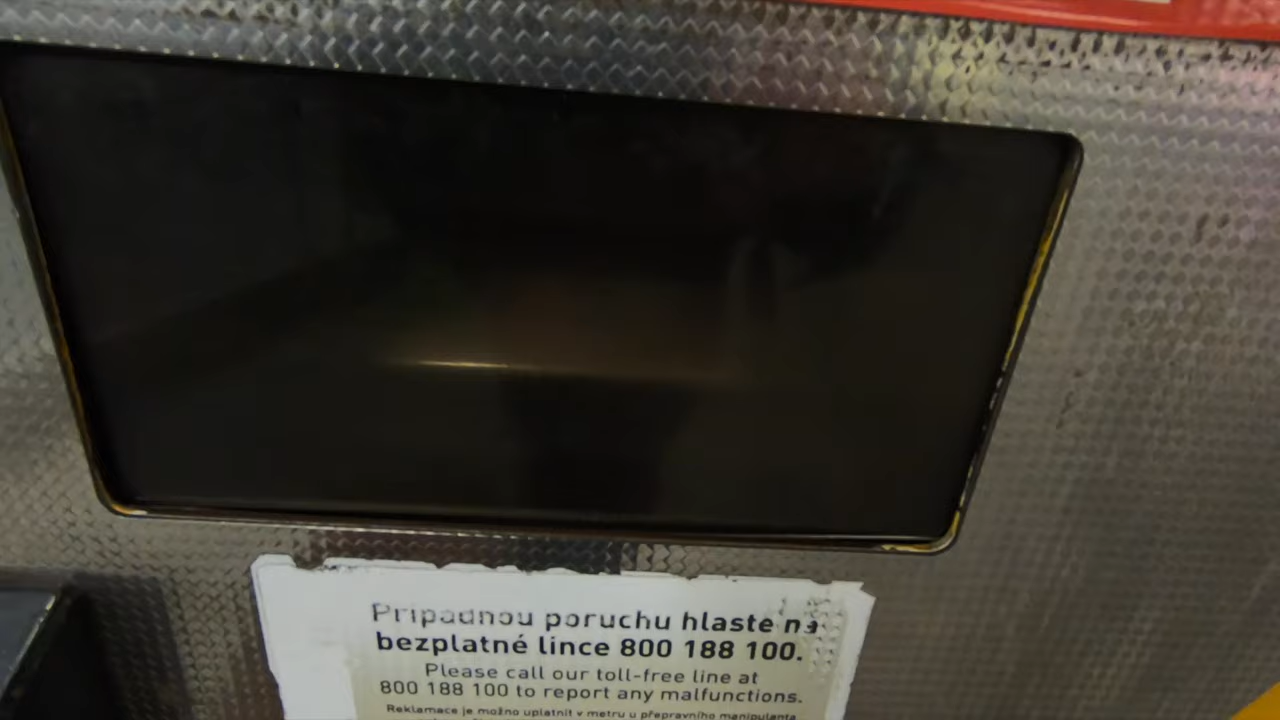 Případnou poruchu hlaste na
bezplatné lince 800 188 100.
Please call our toll-free line at
800 188 100 to report any malfunctions.
Reklamace je možno uplatnit v metru u přepravního manipulanta